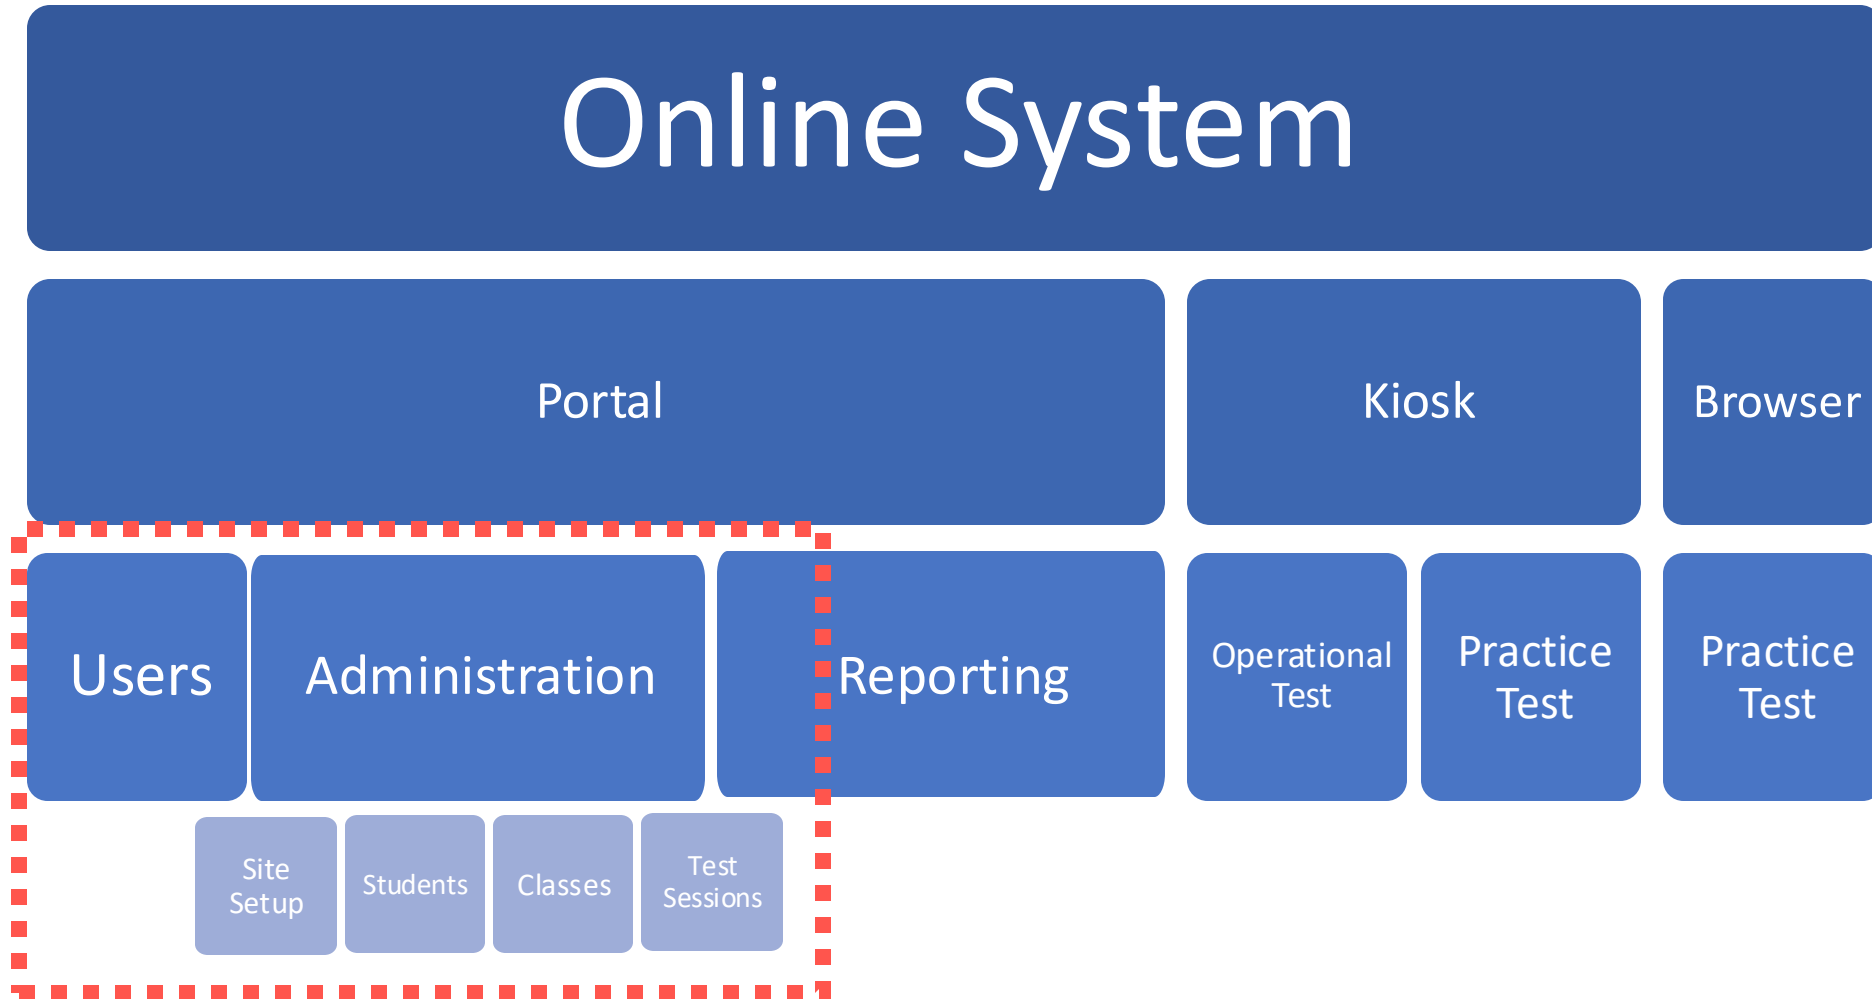 Online System
Portal
Kiosk
Browser
Users
Administration
Reporting
Operational
Test
Practice
Test
Practice
Test
Site
Setup
Students
Classes
Test
Sessions